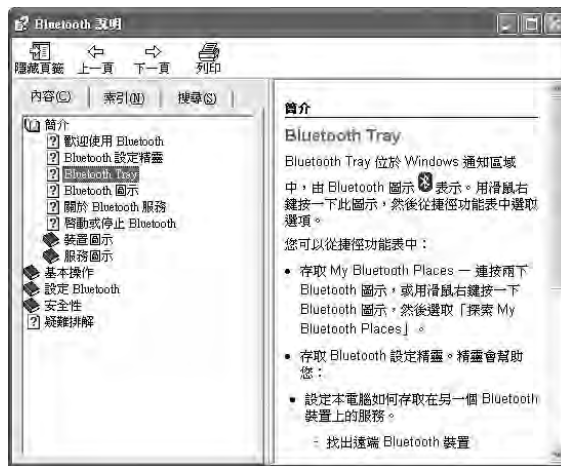 Bluetooth 說明
隱藏頁籤 上一頁 下一頁 列印
內容(C) 索引(N) 搜尋(S)
簡介
歡迎使用 Bluetooth
Bluetooth 設定精靈
Bluetooth Tray
Bluetooth 圖示
關於 Bluetooth 服務
啟動或停止 Bluetooth
裝置圖示
服務圖示
基本操作
設定 Bluetooth
安全性
疑難排解
簡介
Bluetooth Tray
Bluetooth Tray 位於 Windows 通知區域
中，由 Bluetooth 圖示 表示。用滑鼠右
鍵按一下此圖示，然後從捷徑功能表中選取
選項。
您可以從捷徑功能表中：
• 存取 My Bluetooth Places — 連按兩下
Bluetooth 圖示，或用滑鼠右鍵按一下
Bluetooth 圖示，然後選取「探索 My
Bluetooth Places」。
• 存取 Bluetooth 設定精靈。精靈會幫助
您：
• 設定本電腦如何存取在另一個 Bluetooth
裝置上的服務。
- 找出遠端 Bluetooth 裝置